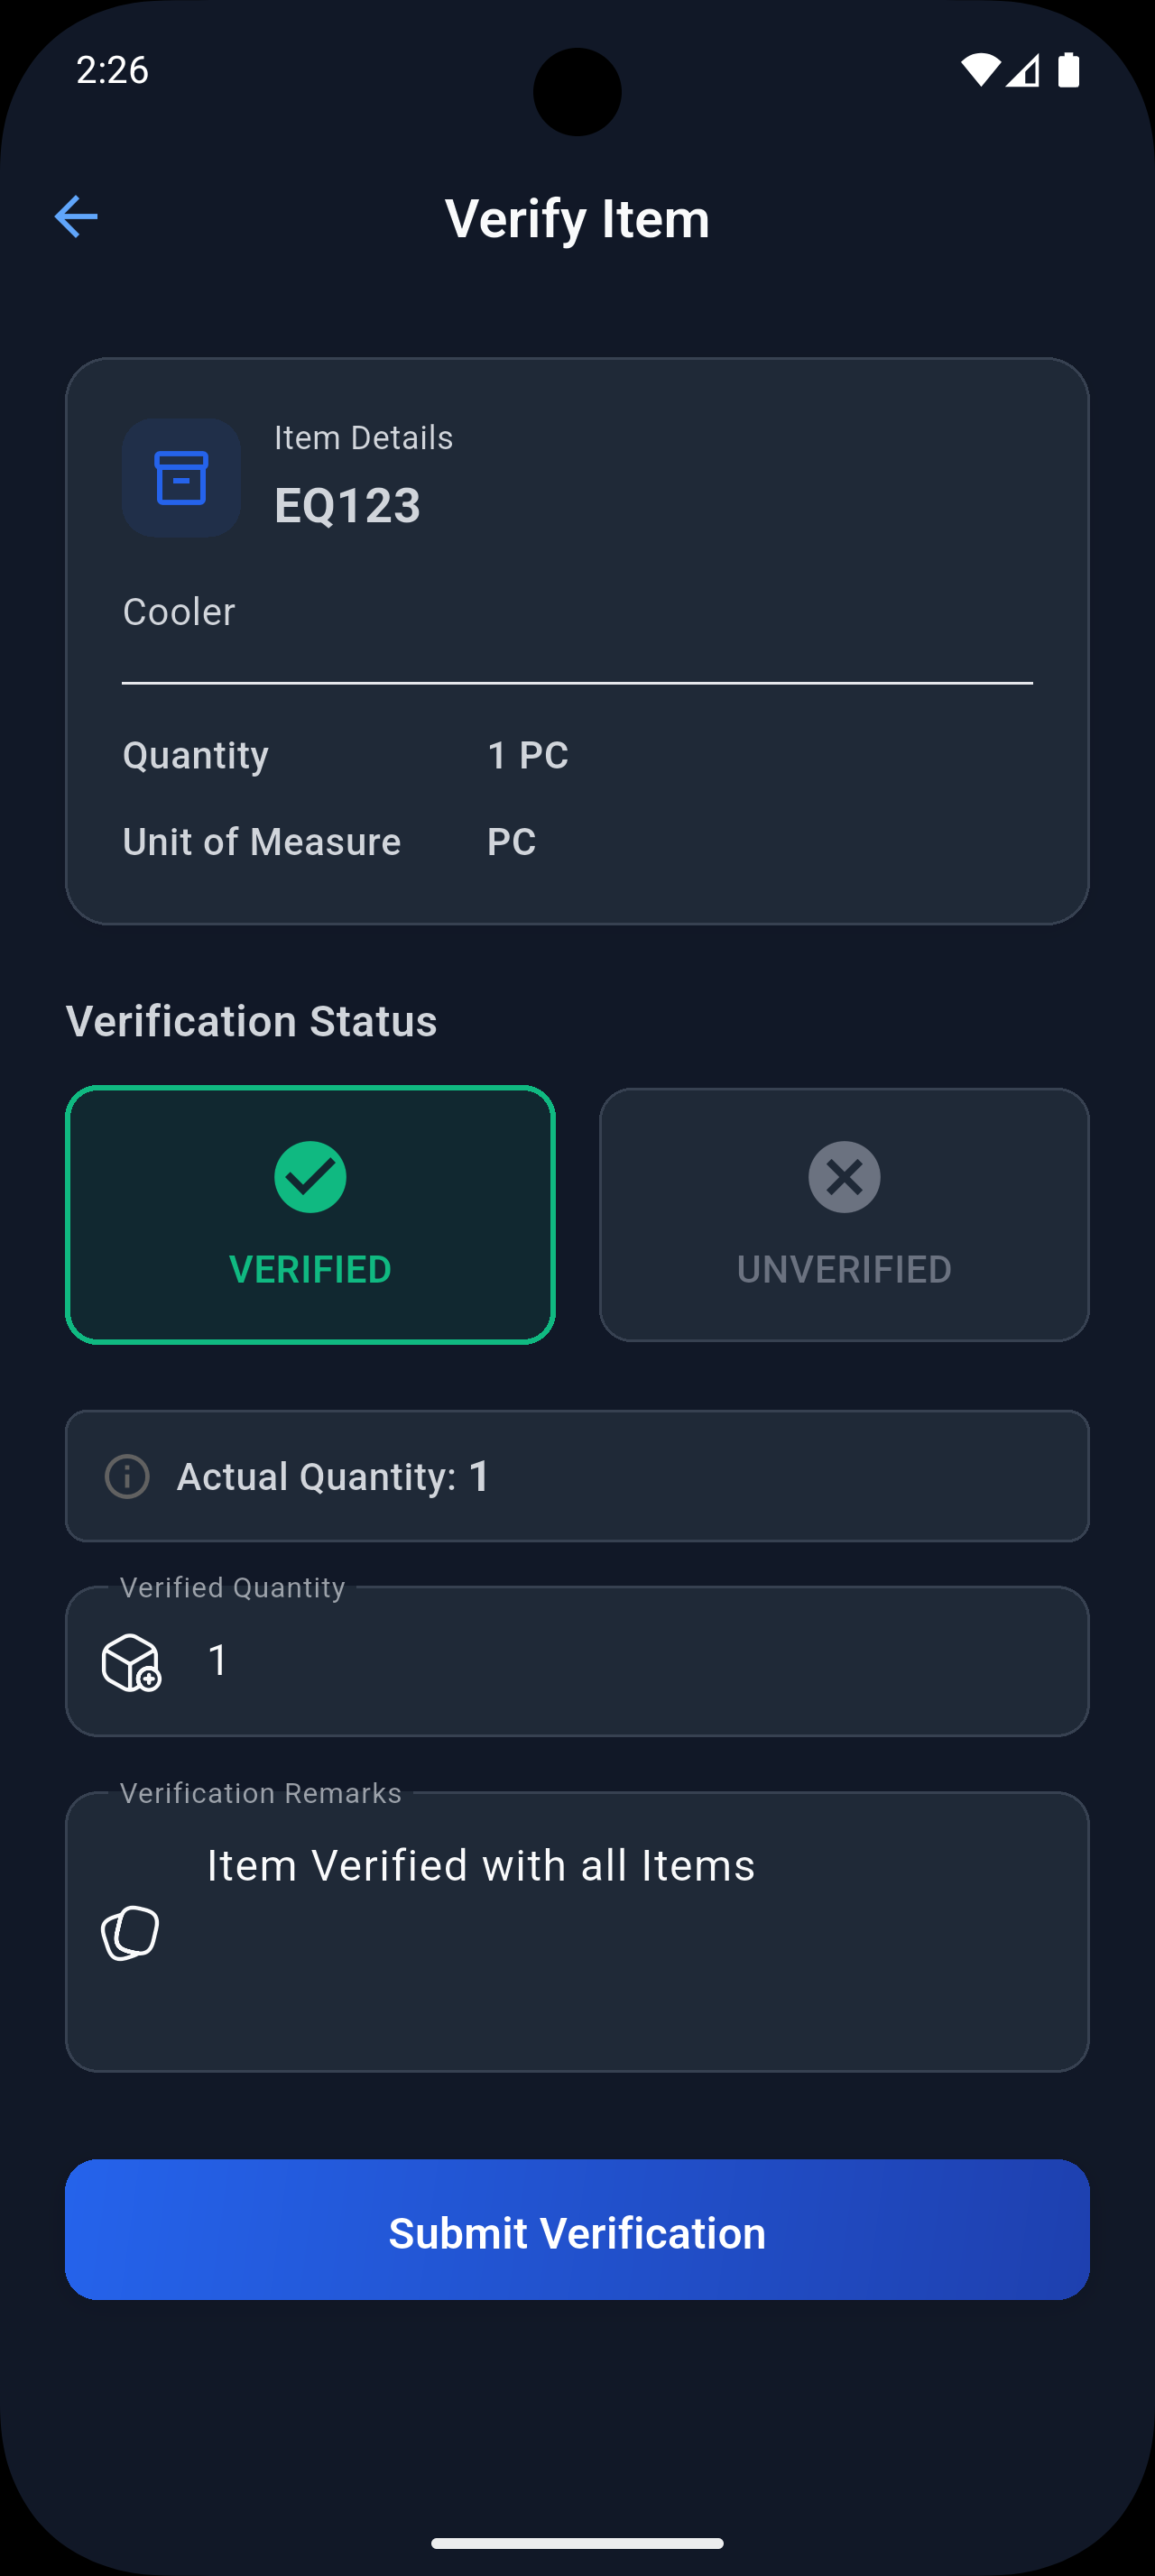 2:26
Verify Item
Item Details
EQ123
Cooler
Quantity 1 PC
Unit of Measure PC
Verification Status
VERIFIED UNVERIFIED
Actual Quantity: 1
Verified Quantity
1
Verification Remarks
Item Verified with all Items
Submit Verification